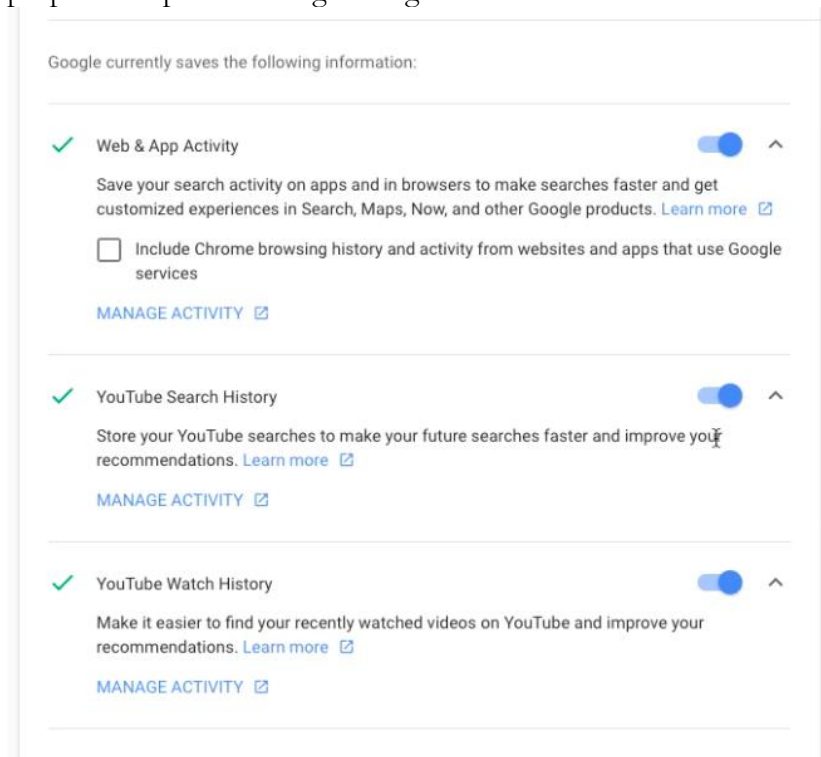 Google currently saves the following information:
Web & App Activity
Save your search activity on apps and in browsers to make searches faster and get
customized experiences in Search, Maps, Now, and other Google products. Learn more
Include Chrome browsing history and activity from websites and apps that use Google
services
MANAGE ACTIVITY
YouTube Search History
Store your YouTube searches to make your future searches faster and improve your
recommendations. Learn more
MANAGE ACTIVITY
YouTube Watch History
Make it easier to find your recently watched videos on YouTube and improve your
recommendations. Learn more
MANAGE ACTIVITY